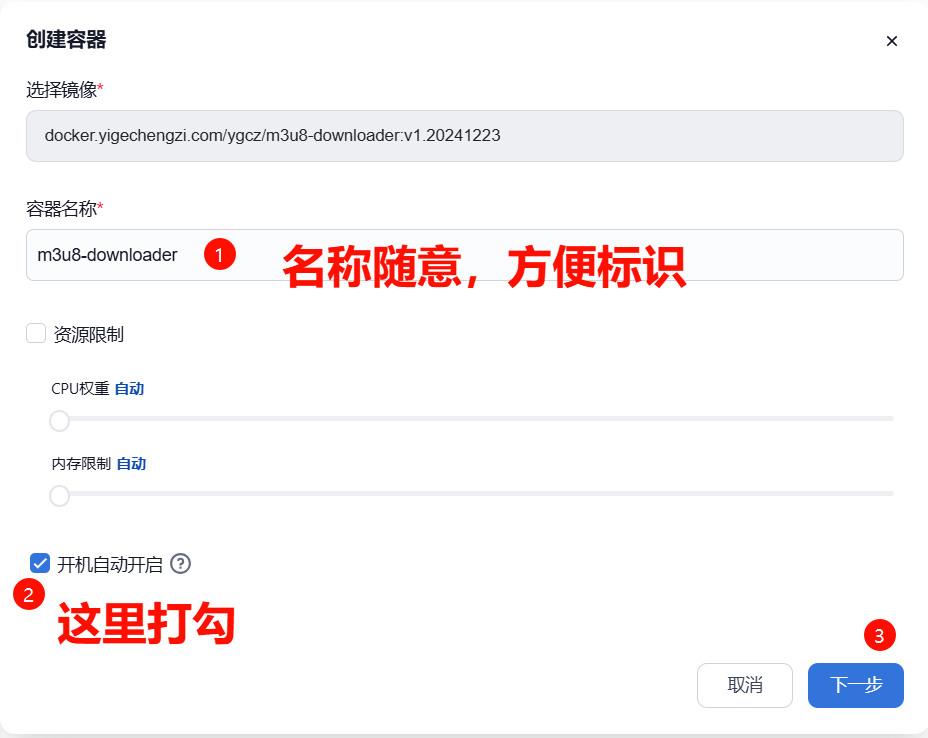 创建容器
×
选择镜像*
docker.yigechengzi.com/ygcz/m3u8-downloader:v1.20241223
容器名称*
m3u8-downloader 1 名称随意，方便标识
资源限制
CPU权重 自动
内存限制 自动
开机自动开启 ?
2 这里打勾
3
取消 下一步